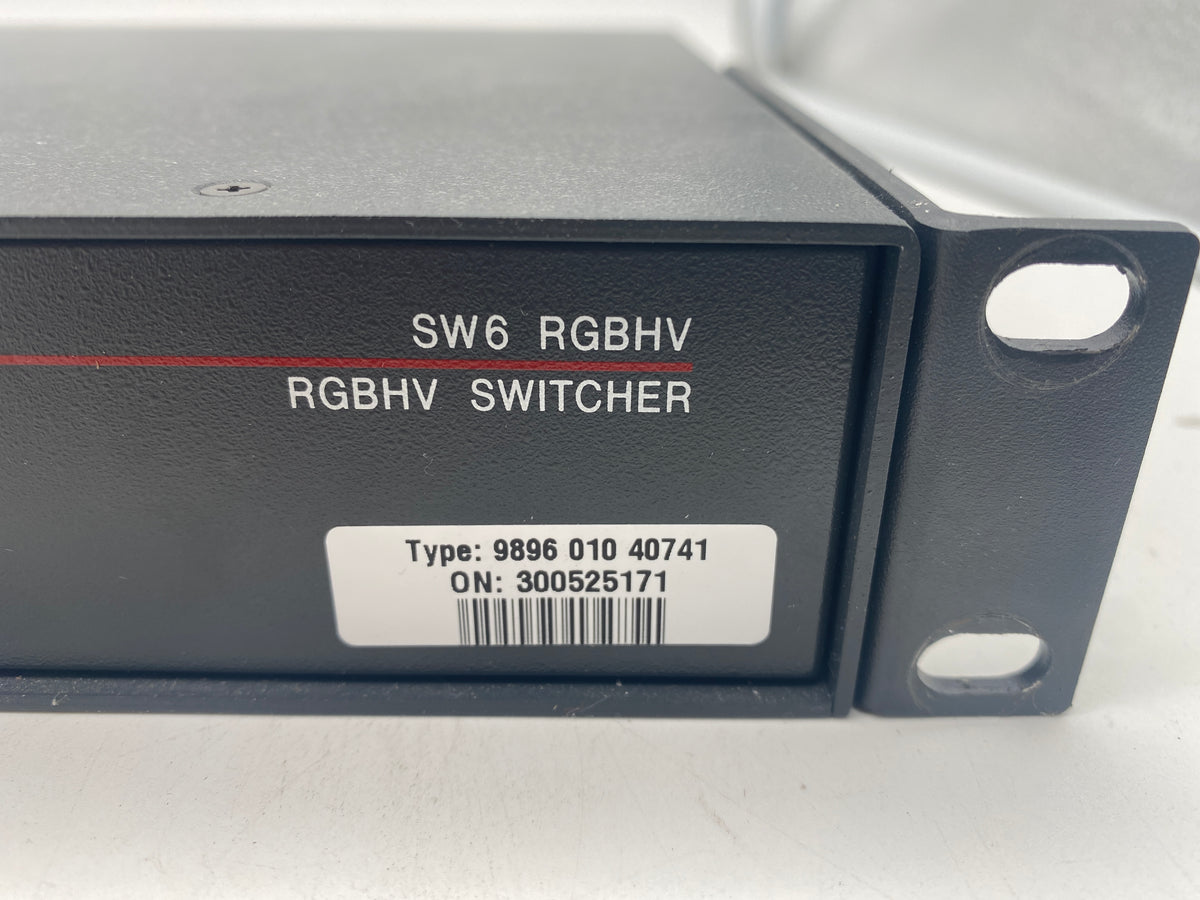 SW6 RGBHV
RGBHV SWITCHER
Type: 9896 010 40741
ON: 300525171